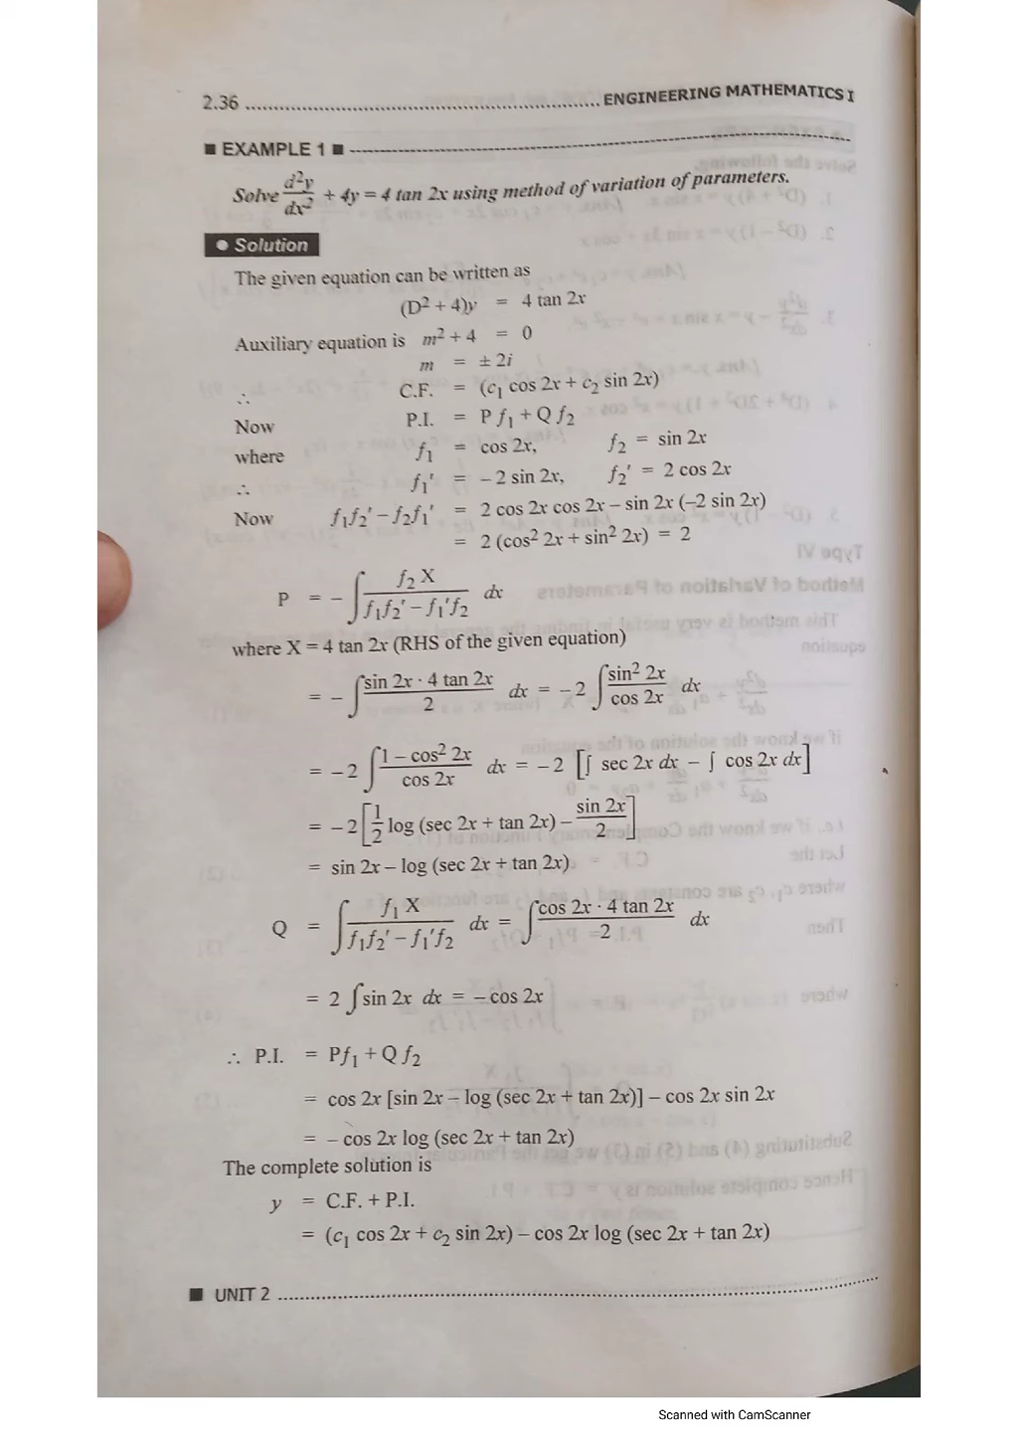 2.36 ENGINEERING MATHEMATICS I
■ EXAMPLE 1 ■
Solve d²y/dx² + 4y = 4 tan 2x using method of variation of parameters.
● Solution
The given equation can be written as
(D² + 4)y = 4 tan 2x
Auxiliary equation is m² + 4 = 0
m = ± 2i
∴ C.F. = (c₁ cos 2x + c₂ sin 2x)
Now P.I. = P f₁ + Q f₂
where f₁ = cos 2x, f₂ = sin 2x
∴ f₁' = – 2 sin 2x, f₂' = 2 cos 2x
Now f₁f₂' – f₂f₁' = 2 cos 2x cos 2x – sin 2x (–2 sin 2x)
= 2 (cos² 2x + sin² 2x) = 2
P = – ∫ f₂ X / (f₁f₂' – f₁'f₂) dx
where X = 4 tan 2x (RHS of the given equation)
= – ∫ (sin 2x · 4 tan 2x)/2 dx = – 2 ∫ sin² 2x / cos 2x dx
= – 2 ∫ (1 – cos² 2x)/cos 2x dx = – 2 [∫ sec 2x dx – ∫ cos 2x dx]
= – 2 [1/2 log (sec 2x + tan 2x) – sin 2x / 2]
= sin 2x – log (sec 2x + tan 2x)
Q = ∫ f₁ X / (f₁f₂' – f₁'f₂) dx = ∫ (cos 2x · 4 tan 2x)/2 dx
= 2 ∫ sin 2x dx = – cos 2x
∴ P.I. = Pf₁ + Q f₂
= cos 2x [sin 2x – log (sec 2x + tan 2x)] – cos 2x sin 2x
= – cos 2x log (sec 2x + tan 2x)
The complete solution is
y = C.F. + P.I.
= (c₁ cos 2x + c₂ sin 2x) – cos 2x log (sec 2x + tan 2x)
■ UNIT 2
Scanned with CamScanner